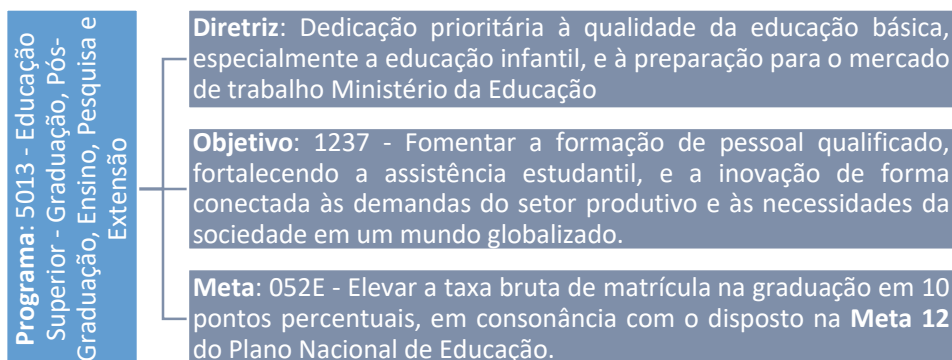 Programa: 5013 - Educação
Superior - Graduação, Pós-
Graduação, Ensino, Pesquisa e
Extensão
Diretriz: Dedicação prioritária à qualidade da educação básica,
especialmente a educação infantil, e à preparação para o mercado
de trabalho Ministério da Educação
Objetivo: 1237 - Fomentar a formação de pessoal qualificado,
fortalecendo a assistência estudantil, e a inovação de forma
conectada às demandas do setor produtivo e às necessidades da
sociedade em um mundo globalizado.
Meta: 052E - Elevar a taxa bruta de matrícula na graduação em 10
pontos percentuais, em consonância com o disposto na Meta 12
do Plano Nacional de Educação.